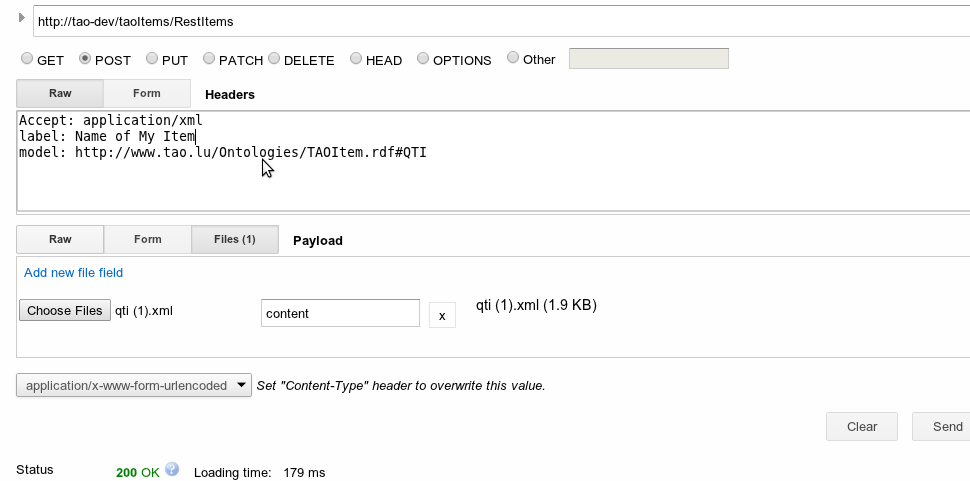 http://tao-dev/taoItems/RestItems
GET POST PUT PATCH DELETE HEAD OPTIONS Other
Raw Form Headers
Accept: application/xml
label: Name of My Item
model: http://www.tao.lu/Ontologies/TAOItem.rdf#QTI
Raw Form Files (1) Payload
Add new file field
Choose Files qti (1).xml content x qti (1).xml (1.9 KB)
application/x-www-form-urlencoded Set "Content-Type" header to overwrite this value.
Clear Send
Status 200 OK ? Loading time: 179 ms